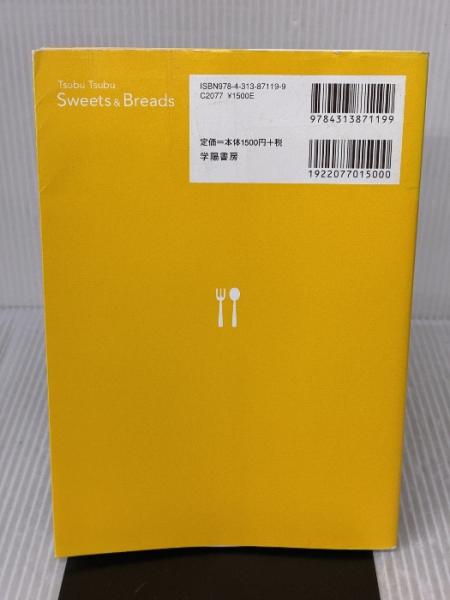 Tsubu Tsubu
Sweets & Breads
ISBN978-4-313-87119-9
C2077 ¥1500E
9784313871199
定価=本体1500円+税
学陽書房
1922077015000